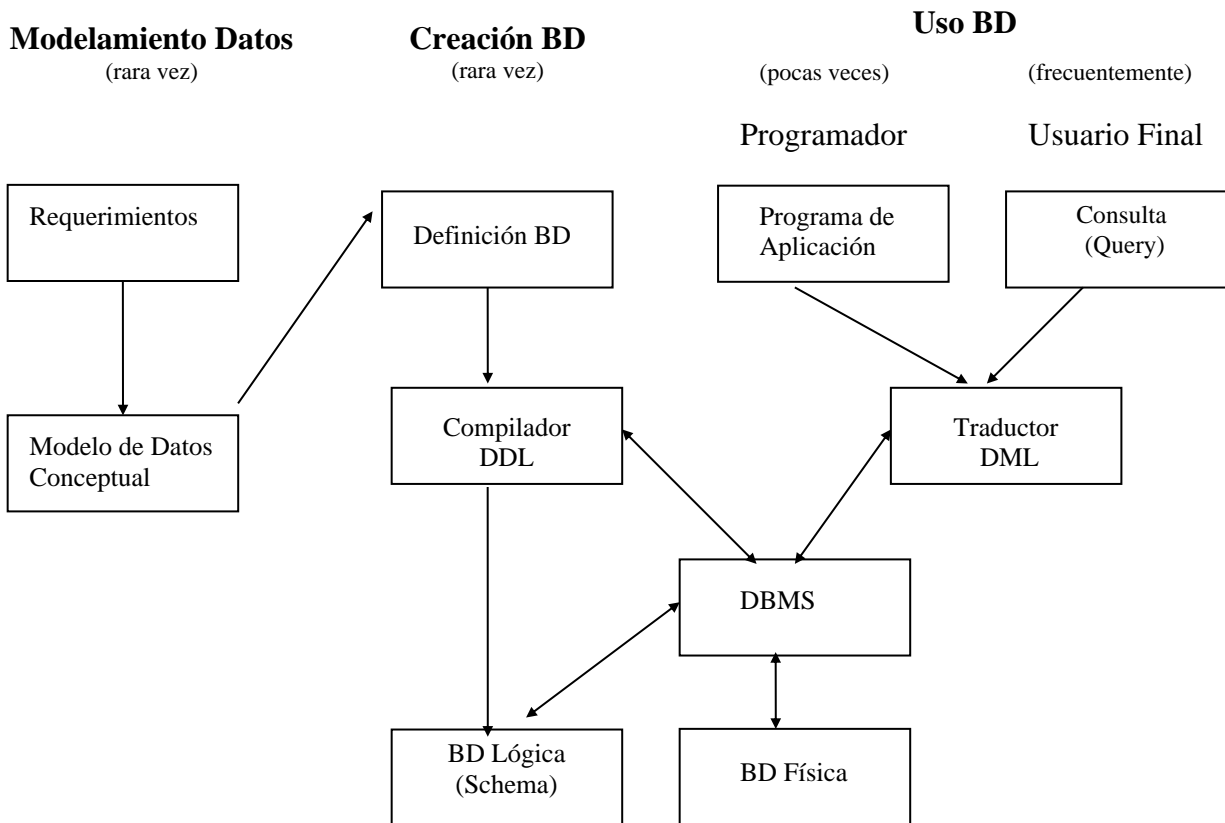 Modelamiento Datos
(rara vez)
Creación BD
(rara vez)
Uso BD
(pocas veces)
(frecuentemente)
Programador
Usuario Final
Requerimientos
Definición BD
Programa de
Aplicación
Consulta
(Query)
Modelo de Datos
Conceptual
Compilador
DDL
Traductor
DML
DBMS
BD Lógica
(Schema)
BD Física